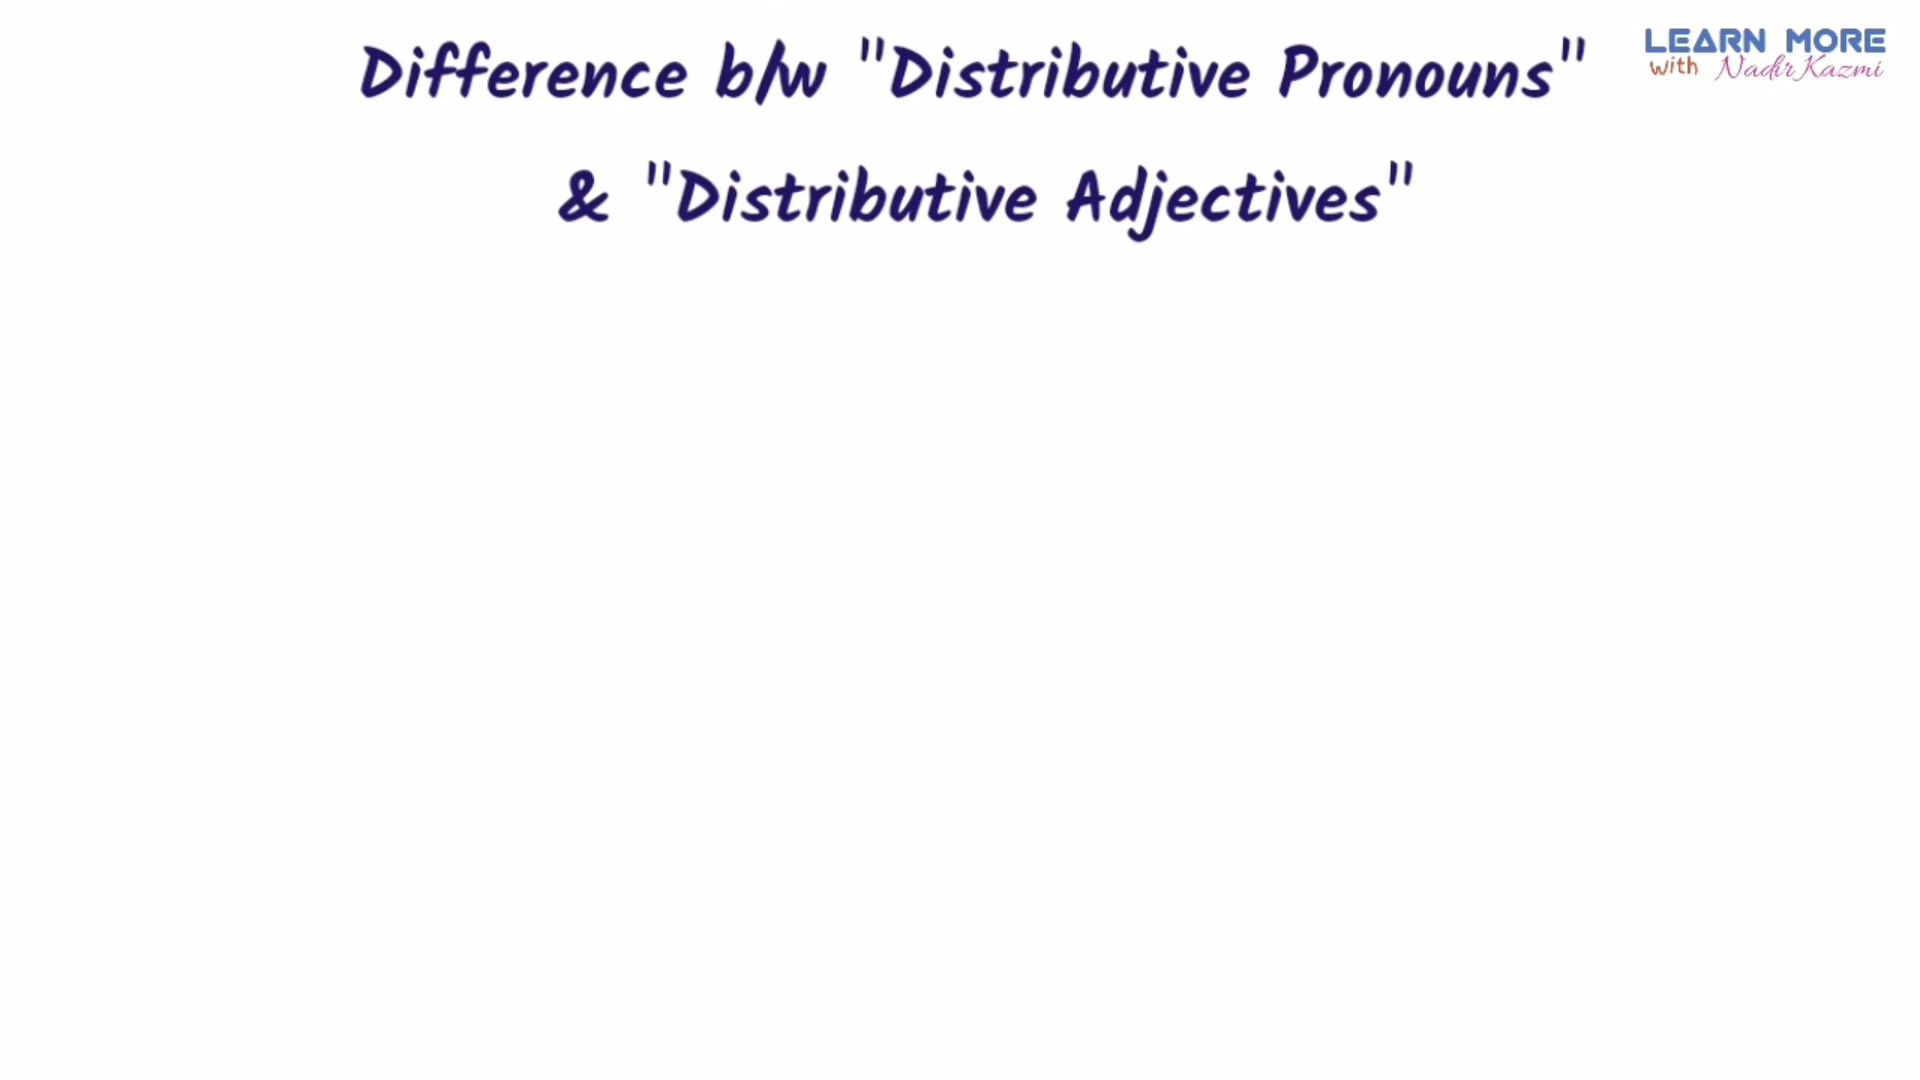 Difference b/w "Distributive Pronouns"
& "Distributive Adjectives"
LEARN MORE
with Nadir Kazmi